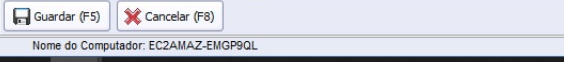 Guardar (F5) Cancelar (F8)
Nome do Computador: EC2AMAZ-EMGP9QL